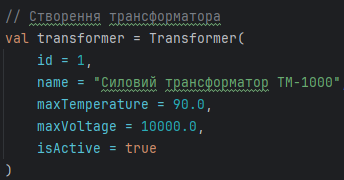 // Створення трансформатора
val transformer = Transformer(
id = 1,
name = "Силовий трансформатор ТМ-1000"
maxTemperature = 90.0,
maxVoltage = 10000.0,
isActive = true
)